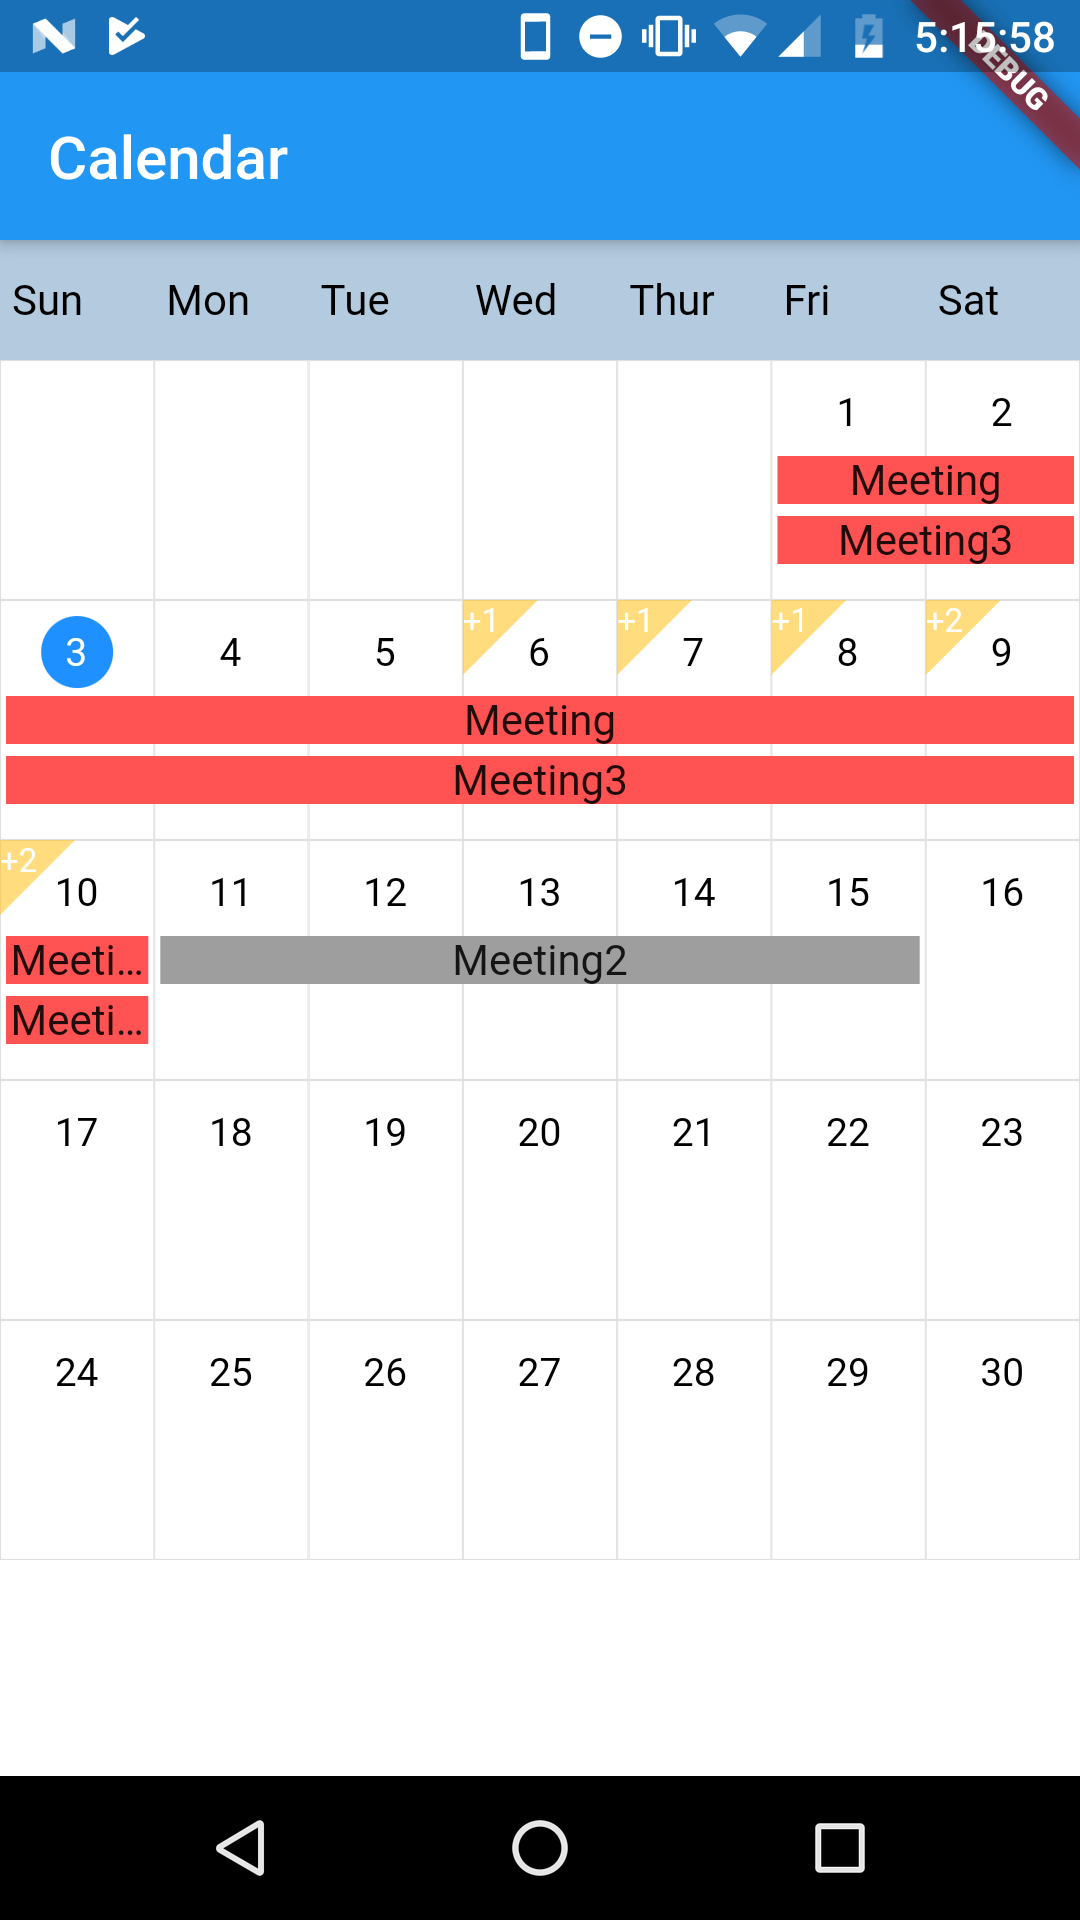 5:15:58
DEBUG
Calendar
Sun Mon Tue Wed Thur Fri Sat
1 2
Meeting
Meeting3
+1 +1 +1 +2
3 4 5 6 7 8 9
Meeting
Meeting3
+2
10 11 12 13 14 15 16
Meeti... Meeting2
Meeti...
17 18 19 20 21 22 23
24 25 26 27 28 29 30